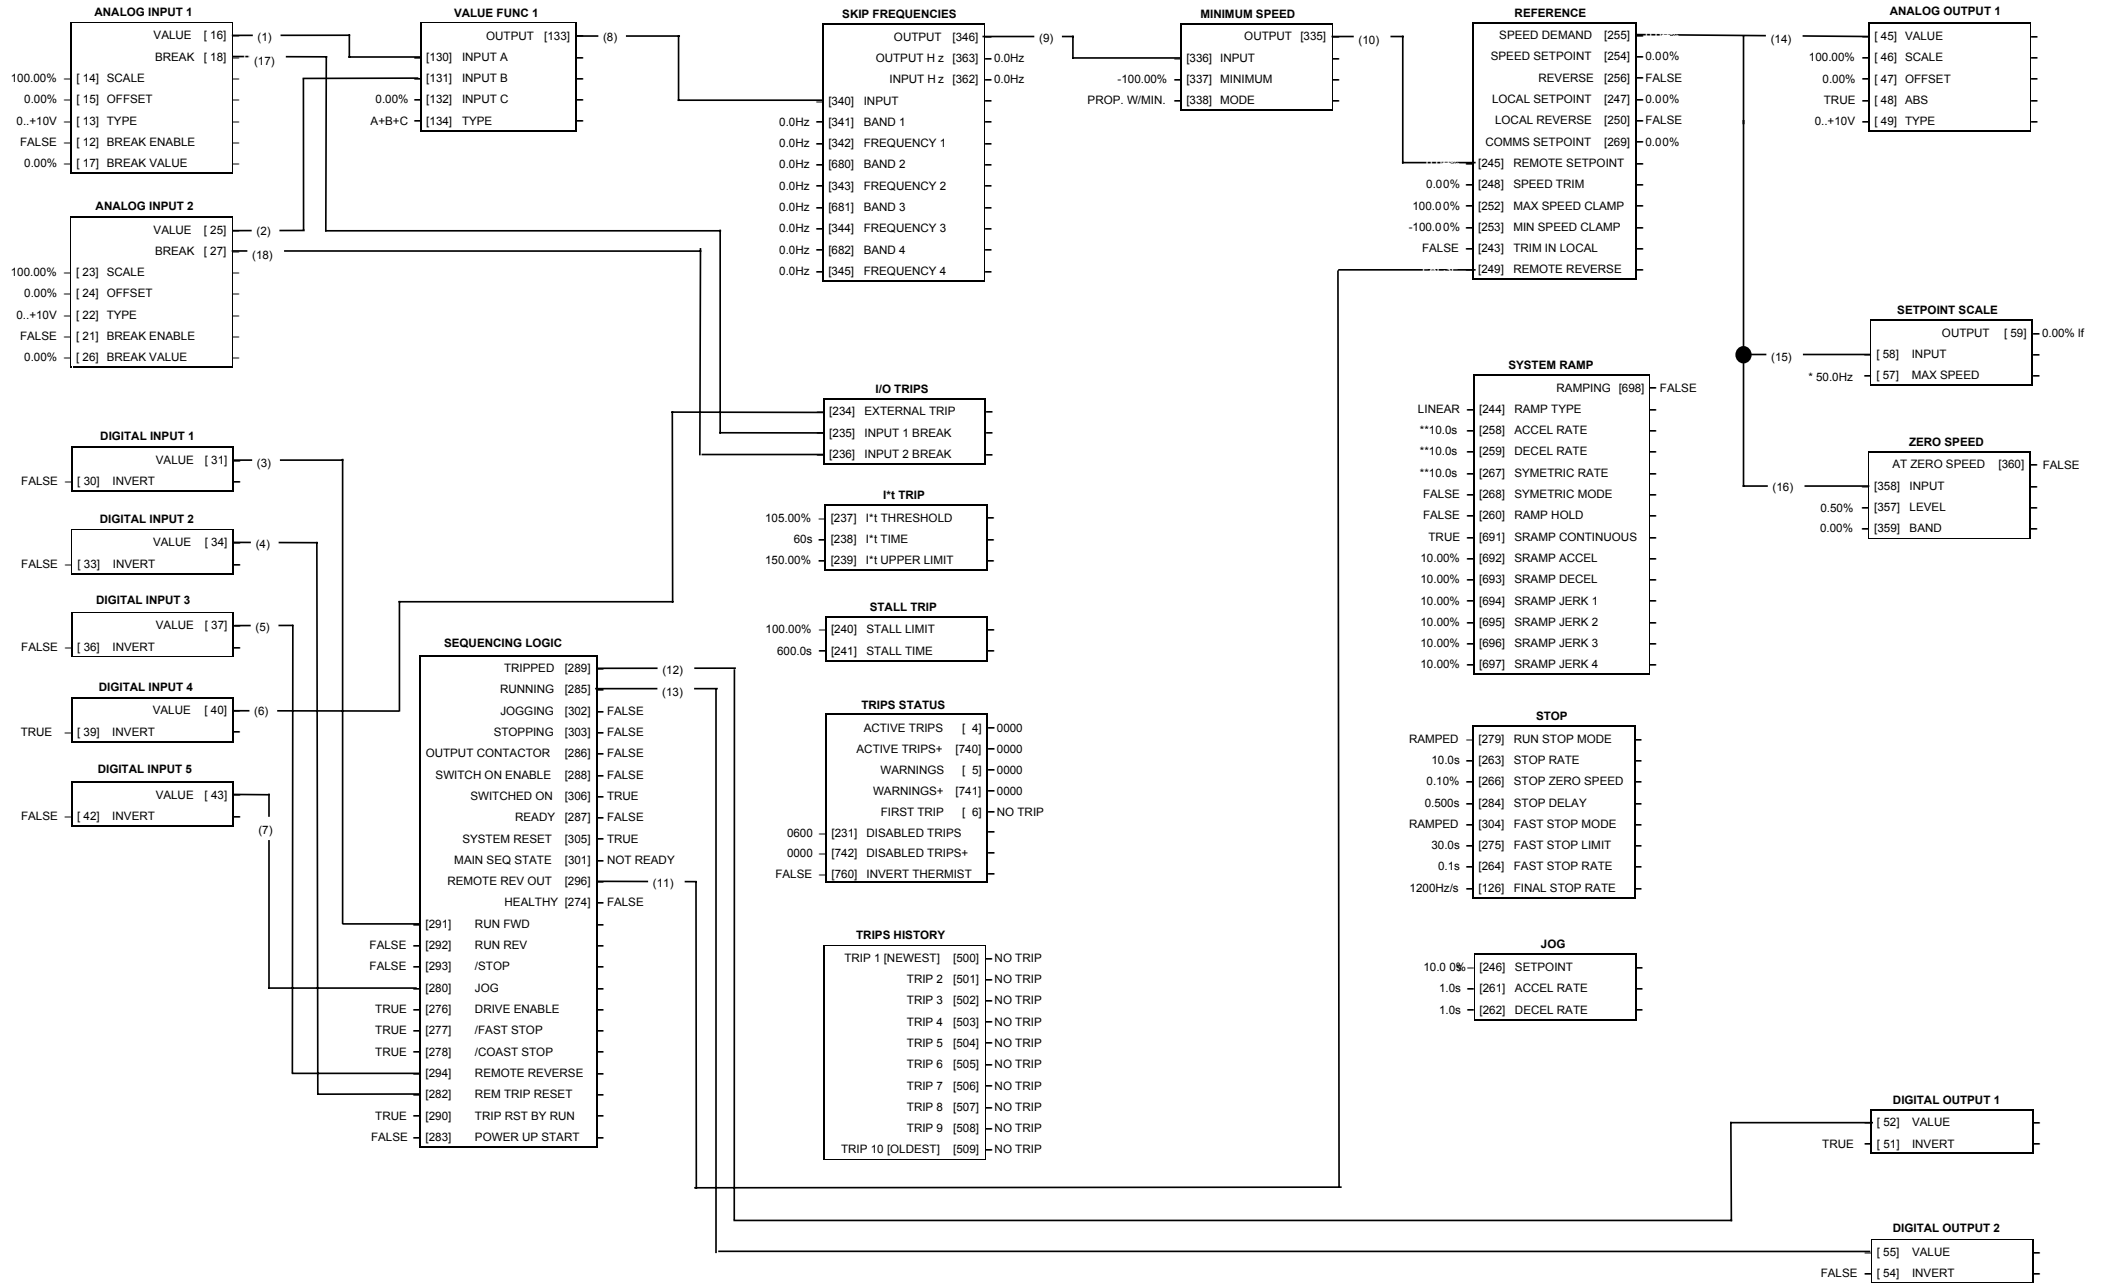 ANALOG INPUT 1
VALUE [ 16]
(1)
BREAK [ 18]
(17)
100.00% [ 14] SCALE
0.00% [ 15] OFFSET
0..+10V [ 13] TYPE
FALSE [ 12] BREAK ENABLE
0.00% [ 17] BREAK VALUE
ANALOG INPUT 2
VALUE [ 25]
(2)
BREAK [ 27]
(18)
100.00% [ 23] SCALE
0.00% [ 24] OFFSET
0..+10V [ 22] TYPE
FALSE [ 21] BREAK ENABLE
0.00% [ 26] BREAK VALUE
DIGITAL INPUT 1
VALUE [ 31]
(3)
FALSE [ 30] INVERT
DIGITAL INPUT 2
VALUE [ 34]
(4)
FALSE [ 33] INVERT
DIGITAL INPUT 3
VALUE [ 37]
(5)
FALSE [ 36] INVERT
DIGITAL INPUT 4
VALUE [ 40]
(6)
TRUE [ 39] INVERT
DIGITAL INPUT 5
VALUE [ 43]
(7)
FALSE [ 42] INVERT
VALUE FUNC 1
OUTPUT [133]
(8)
[130] INPUT A
[131] INPUT B
0.00% [132] INPUT C
A+B+C [134] TYPE
SEQUENCING LOGIC
TRIPPED [289]
(12)
RUNNING [285]
(13)
JOGGING [302] FALSE
STOPPING [303] FALSE
OUTPUT CONTACTOR [286] FALSE
SWITCH ON ENABLE [288] FALSE
SWITCHED ON [306] TRUE
READY [287] FALSE
SYSTEM RESET [305] TRUE
MAIN SEQ STATE [301] NOT READY
REMOTE REV OUT [296]
(11)
HEALTHY [274] FALSE
[291] RUN FWD
FALSE [292] RUN REV
FALSE [293] /STOP
[280] JOG
TRUE [276] DRIVE ENABLE
TRUE [277] /FAST STOP
TRUE [278] /COAST STOP
[294] REMOTE REVERSE
[282] REM TRIP RESET
TRUE [290] TRIP RST BY RUN
FALSE [283] POWER UP START
SKIP FREQUENCIES
OUTPUT [346]
(9)
OUTPUT H z [363] 0.0Hz
INPUT H z [362] 0.0Hz
[340] INPUT
0.0Hz [341] BAND 1
0.0Hz [342] FREQUENCY 1
0.0Hz [680] BAND 2
0.0Hz [343] FREQUENCY 2
0.0Hz [681] BAND 3
0.0Hz [344] FREQUENCY 3
0.0Hz [682] BAND 4
0.0Hz [345] FREQUENCY 4
I/O TRIPS
[234] EXTERNAL TRIP
[235] INPUT 1 BREAK
[236] INPUT 2 BREAK
I*t TRIP
105.00% [237] I*t THRESHOLD
60s [238] I*t TIME
150.00% [239] I*t UPPER LIMIT
STALL TRIP
100.00% [240] STALL LIMIT
600.0s [241] STALL TIME
TRIPS STATUS
ACTIVE TRIPS [ 4] 0000
ACTIVE TRIPS+ [740] 0000
WARNINGS [ 5] 0000
WARNINGS+ [741] 0000
FIRST TRIP [ 6] NO TRIP
0600 [231] DISABLED TRIPS
0000 [742] DISABLED TRIPS+
FALSE [760] INVERT THERMIST
TRIPS HISTORY
TRIP 1 [NEWEST] [500] NO TRIP
TRIP 2 [501] NO TRIP
TRIP 3 [502] NO TRIP
TRIP 4 [503] NO TRIP
TRIP 5 [504] NO TRIP
TRIP 6 [505] NO TRIP
TRIP 7 [506] NO TRIP
TRIP 8 [507] NO TRIP
TRIP 9 [508] NO TRIP
TRIP 10 [OLDEST] [509] NO TRIP
MINIMUM SPEED
OUTPUT [335]
(10)
[336] INPUT
-100.00% [337] MINIMUM
PROP. W/MIN. [338] MODE
REFERENCE
SPEED DEMAND [255]
SPEED SETPOINT [254] 0.00%
REVERSE [256] FALSE
LOCAL SETPOINT [247] 0.00%
LOCAL REVERSE [250] FALSE
COMMS SETPOINT [269] 0.00%
[245] REMOTE SETPOINT
0.00% [248] SPEED TRIM
100.00% [252] MAX SPEED CLAMP
-100.00% [253] MIN SPEED CLAMP
FALSE [243] TRIM IN LOCAL
[249] REMOTE REVERSE
SYSTEM RAMP
RAMPING [698] FALSE
LINEAR [244] RAMP TYPE
**10.0s [258] ACCEL RATE
**10.0s [259] DECEL RATE
**10.0s [267] SYMETRIC RATE
FALSE [268] SYMETRIC MODE
FALSE [260] RAMP HOLD
TRUE [691] SRAMP CONTINUOUS
10.00% [692] SRAMP ACCEL
10.00% [693] SRAMP DECEL
10.00% [694] SRAMP JERK 1
10.00% [695] SRAMP JERK 2
10.00% [696] SRAMP JERK 3
10.00% [697] SRAMP JERK 4
STOP
RAMPED [279] RUN STOP MODE
10.0s [263] STOP RATE
0.10% [266] STOP ZERO SPEED
0.500s [284] STOP DELAY
RAMPED [304] FAST STOP MODE
30.0s [275] FAST STOP LIMIT
0.1s [264] FAST STOP RATE
1200Hz/s [126] FINAL STOP RATE
JOG
[246] SETPOINT
1.0s [261] ACCEL RATE
1.0s [262] DECEL RATE
ANALOG OUTPUT 1
(14)
[ 45] VALUE
100.00% [ 46] SCALE
0.00% [ 47] OFFSET
TRUE [ 48] ABS
0..+10V [ 49] TYPE
SETPOINT SCALE
OUTPUT [ 59] 0.00% lf
(15)
[ 58] INPUT
* 50.0Hz [ 57] MAX SPEED
ZERO SPEED
AT ZERO SPEED [360] FALSE
(16)
[358] INPUT
0.50% [357] LEVEL
0.00% [359] BAND
DIGITAL OUTPUT 1
[ 52] VALUE
TRUE [ 51] INVERT
DIGITAL OUTPUT 2
[ 55] VALUE
FALSE [ 54] INVERT